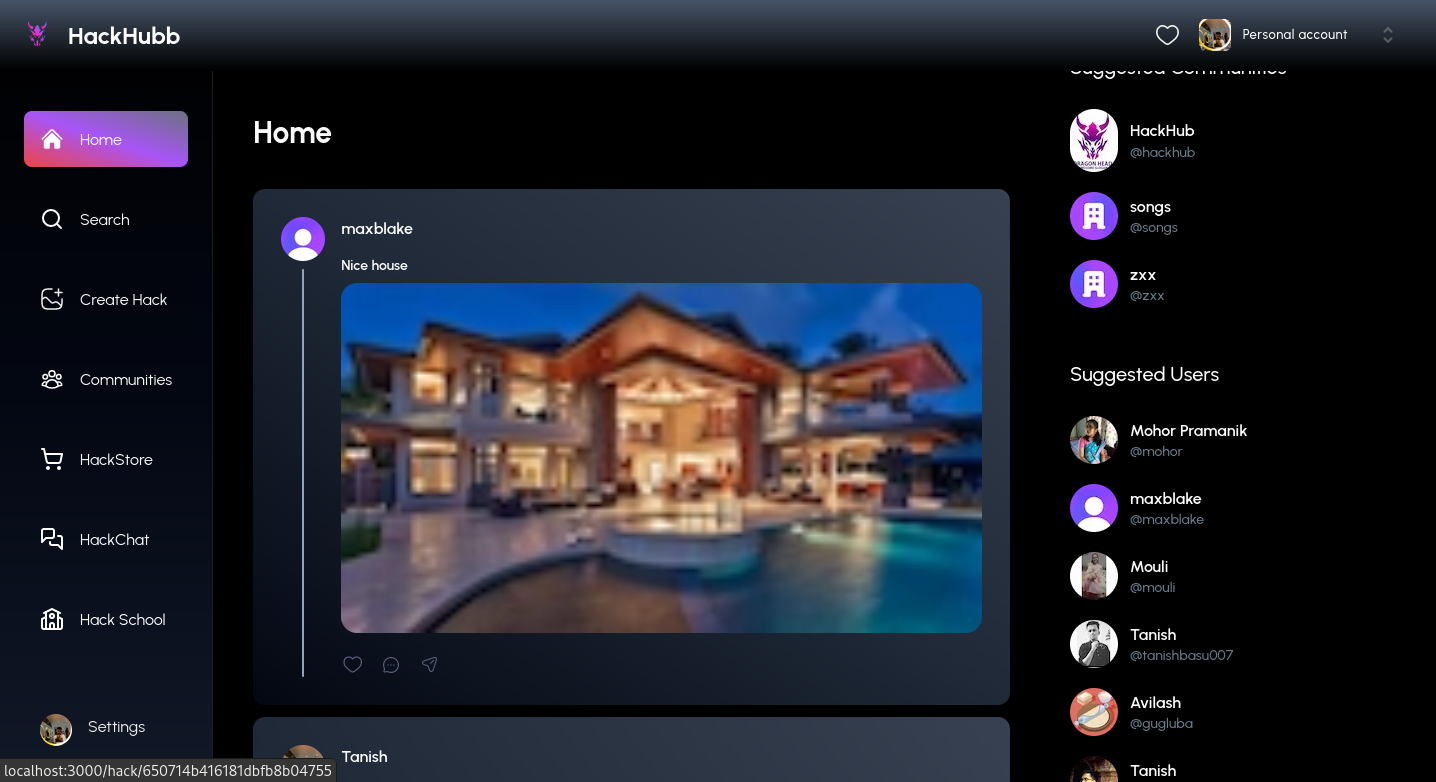 HackHubb
Personal account
Home
Search
Create Hack
Communities
HackStore
HackChat
Hack School
Settings
localhost:3000/hack/650714b416181dbfb8b04755
Home
maxblake
Nice house
Tanish
Suggested Communities
DRAGON HEAD
HackHub
@hackhub
songs
@songs
zxx
@zxx
Suggested Users
Mohor Pramanik
@mohor
maxblake
@maxblake
Mouli
@mouli
Tanish
@tanishbasu007
Avilash
@gugluba
Tanish